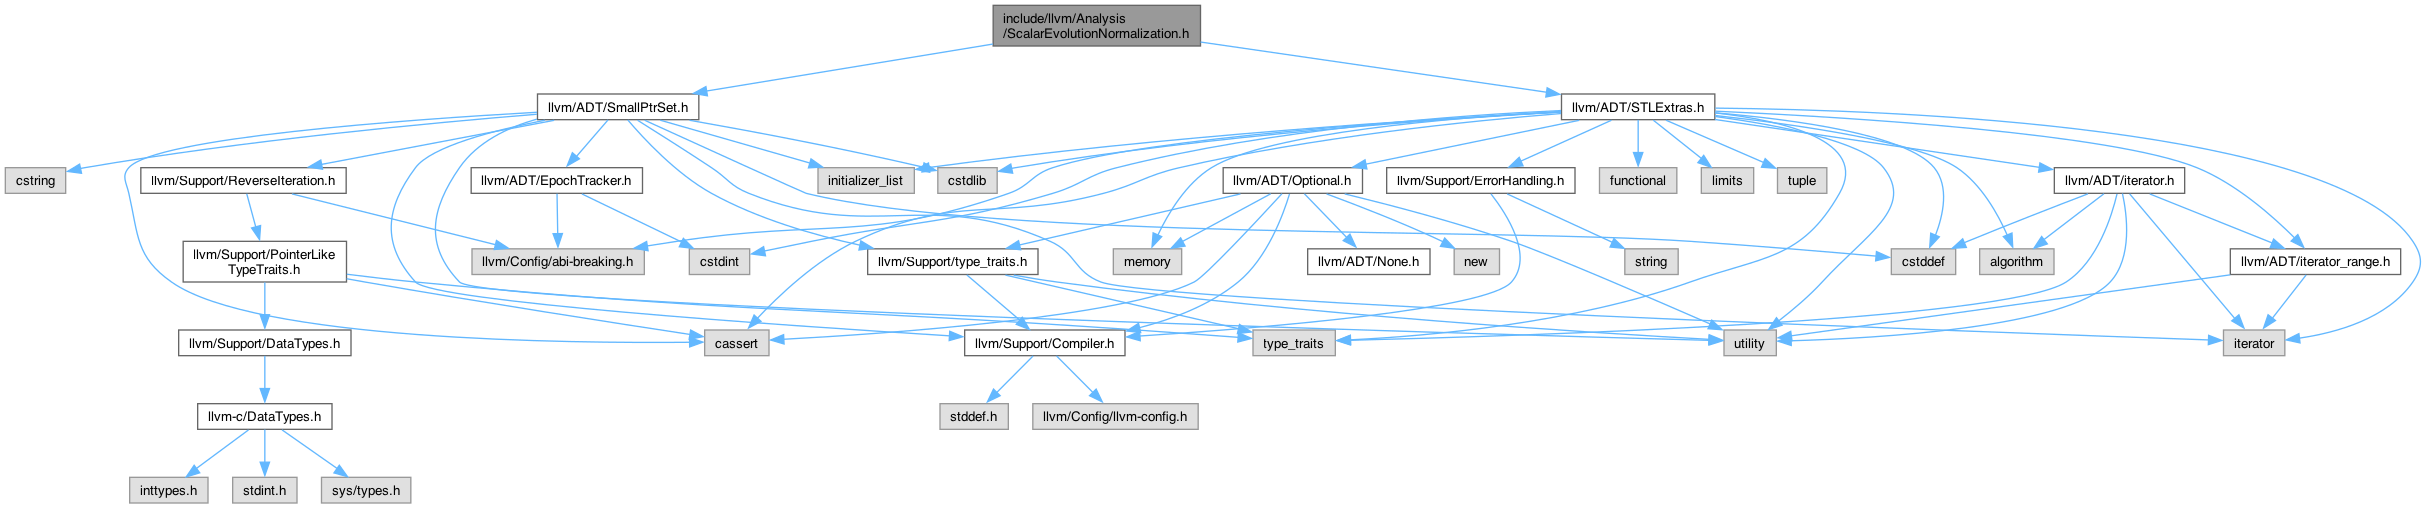 include/llvm/Analysis
/ScalarEvolutionNormalization.h
llvm/ADT/SmallPtrSet.h
llvm/ADT/STLExtras.h
cstring
llvm/Support/ReverseIteration.h
llvm/ADT/EpochTracker.h
initializer_list
cstdlib
llvm/ADT/Optional.h
llvm/Support/ErrorHandling.h
functional
limits
tuple
llvm/ADT/iterator.h
llvm/Support/PointerLike
TypeTraits.h
llvm/Config/abi-breaking.h
cstdint
llvm/Support/type_traits.h
memory
llvm/ADT/None.h
new
string
cstddef
algorithm
llvm/ADT/iterator_range.h
llvm/Support/DataTypes.h
cassert
llvm/Support/Compiler.h
type_traits
utility
iterator
llvm-c/DataTypes.h
stddef.h
llvm/Config/llvm-config.h
inttypes.h
stdint.h
sys/types.h